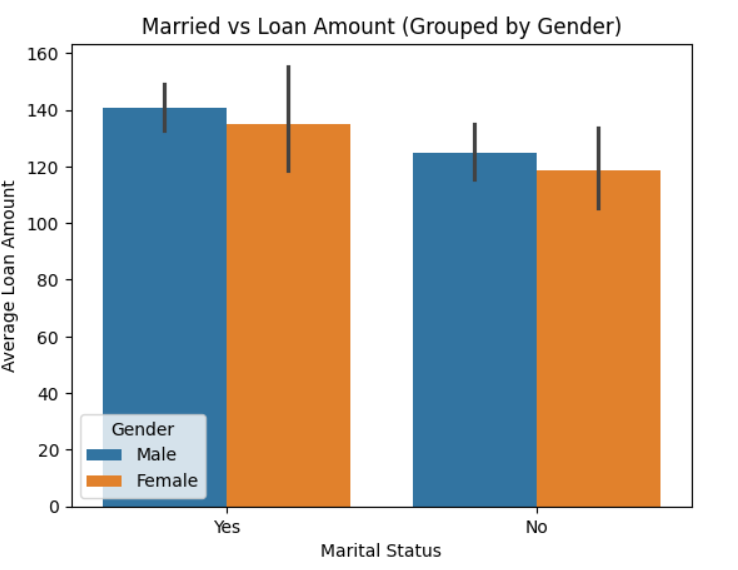 Married vs Loan Amount (Grouped by Gender)
Average Loan Amount
160
140
120
100
80
60
40
20
0
Gender
Male
Female
Yes
No
Marital Status